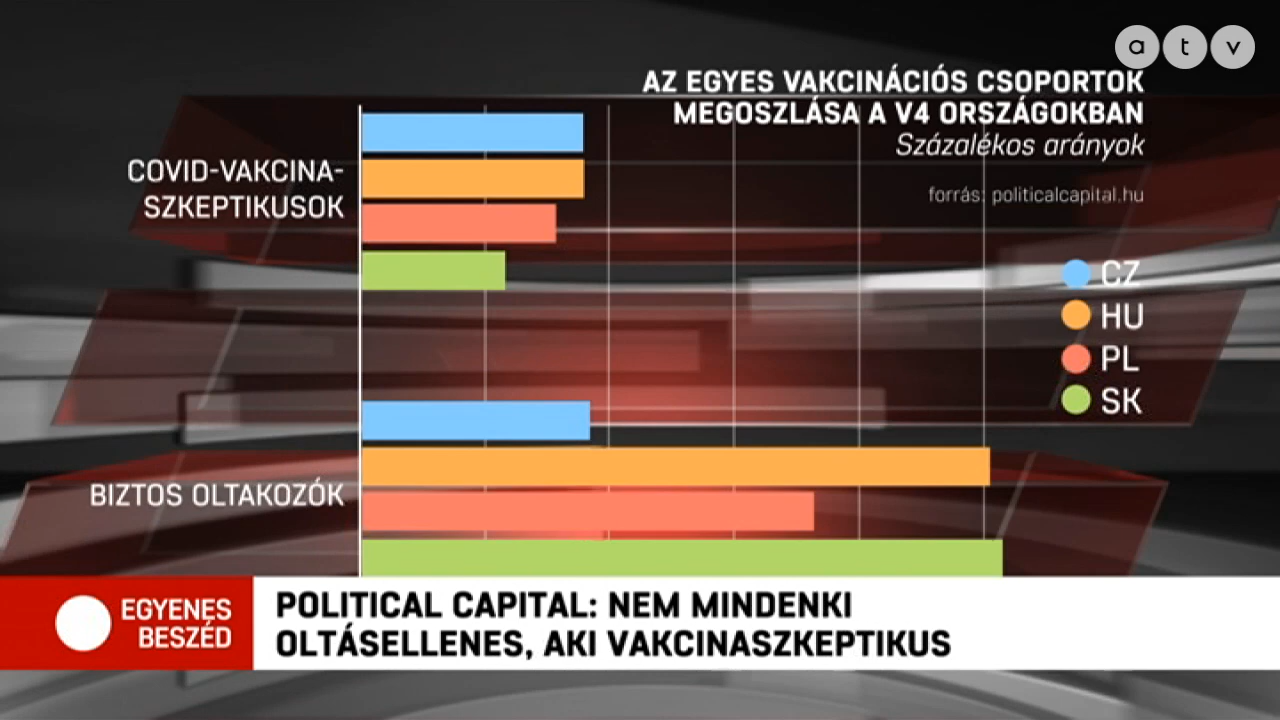 atv
AZ EGYES VAKCINÁCIÓS CSOPORTOK
MEGOSZLÁSA A V4 ORSZÁGOKBAN
Százalékos arányok
forrás: politicalcapital.hu
COVID-VAKCINA-
SZKEPTIKUSOK
CZ
HU
PL
SK
BIZTOS OLTAKOZÓK
EGYENES
BESZÉD
POLITICAL CAPITAL: NEM MINDENKI
OLTÁSELLENES, AKI VAKCINASZKEPTIKUS